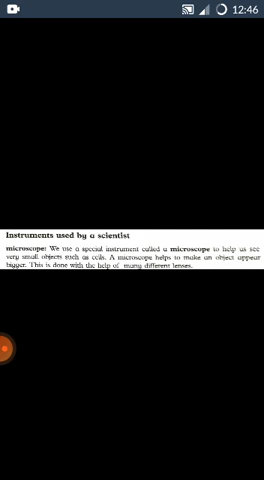 12:46
Instruments used by a scientist
microscope: We use a special instrument called a microscope to help us see
very small objects such as cells. A microscope helps to make an object appear
bigger. This is done with the help of many different lenses.